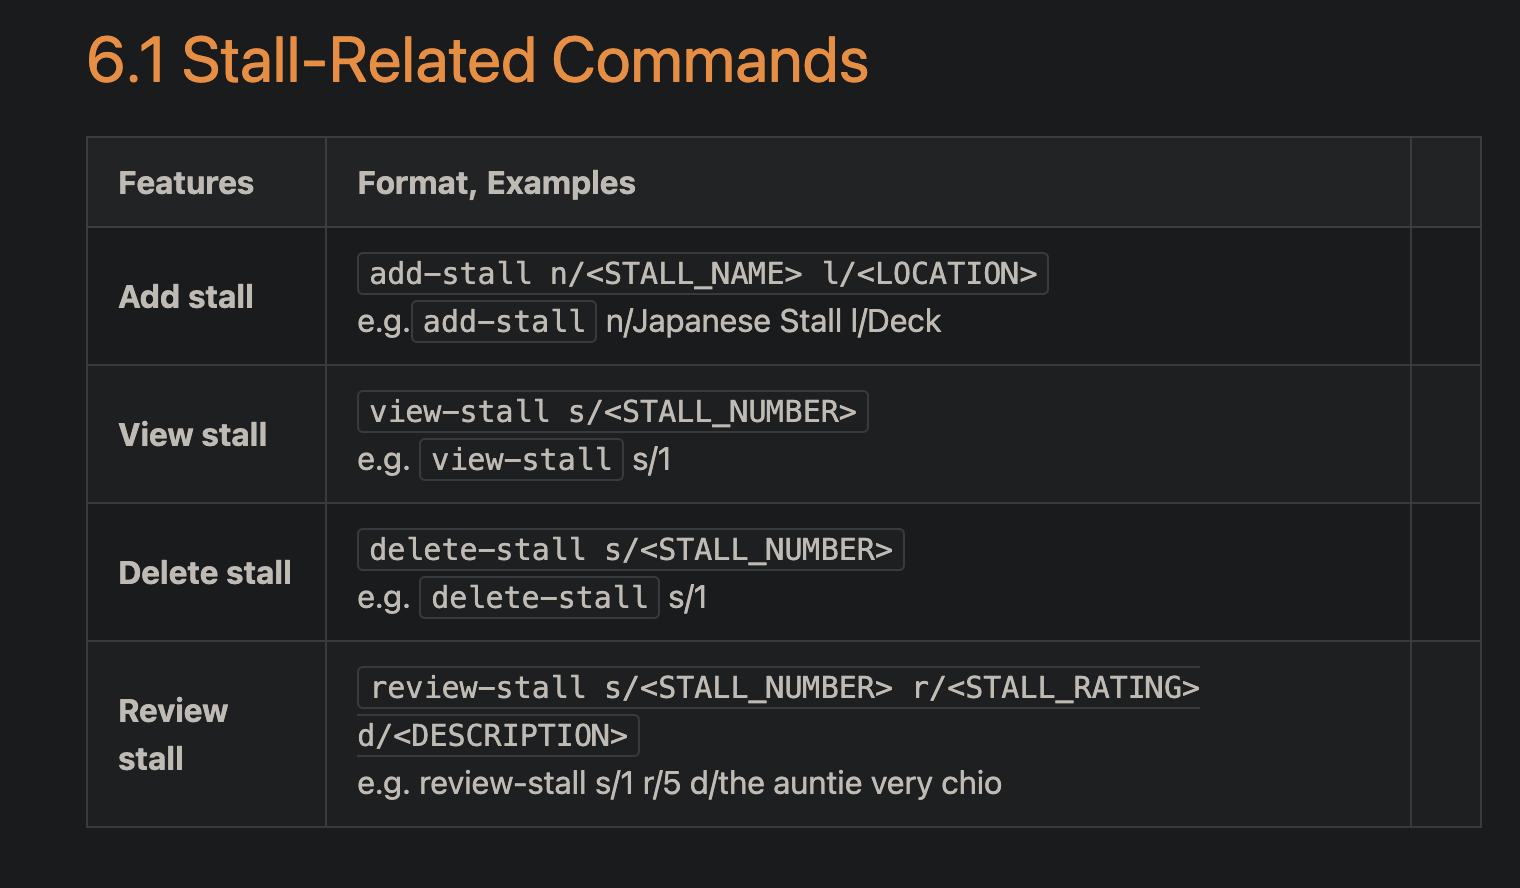 6.1 Stall-Related Commands
Features
Format, Examples
Add stall
add-stall n/<STALL_NAME> l/<LOCATION>
e.g. add-stall n/Japanese Stall l/Deck
View stall
view-stall s/<STALL_NUMBER>
e.g. view-stall s/1
Delete stall
delete-stall s/<STALL_NUMBER>
e.g. delete-stall s/1
Review
stall
review-stall s/<STALL_NUMBER> r/<STALL_RATING>
d/<DESCRIPTION>
e.g. review-stall s/1 r/5 d/the auntie very chio